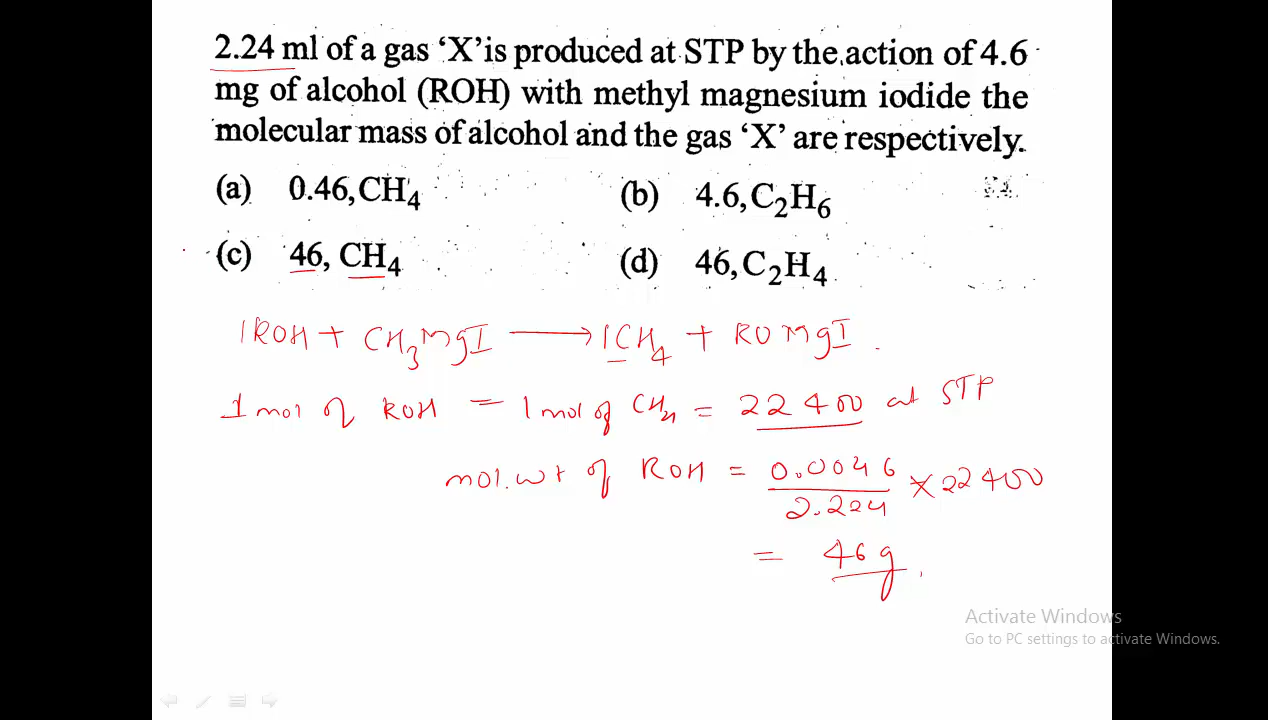 2.24 ml of a gas ‘X’is produced at STP by the action of 4.6
mg of alcohol (ROH) with methyl magnesium iodide the
molecular mass of alcohol and the gas ‘X’ are respectively.
(a) 0.46,CH4 (b) 4.6,C2H6
(c) 46, CH4 (d) 46,C2H4
1ROH + CH3MgI → 1CH4 + ROMgI.
1 mol of ROH = 1 mol of CH4 = 22400 at STP
mol.wt of ROH = 0.0046/2.224 × 22400
= 46g.
Activate Windows
Go to PC settings to activate Windows.